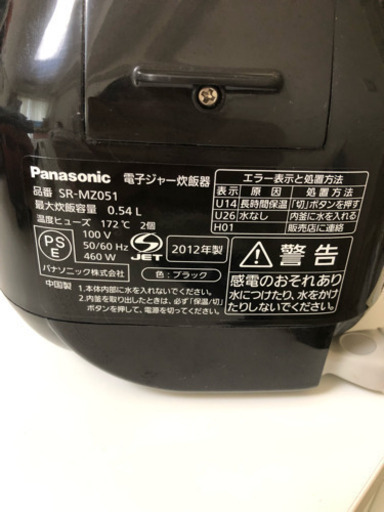 Panasonic 電子ジャー炊飯器
品番 SR-MZ051
最大炊飯容量 0.54 L
温度ヒューズ 172℃ 2個
PS
E
100 V
50/60 Hz
460 W
JET
2012年製
パナソニック株式会社
色:ブラック
中国製
1.本体内部に水を入れないでください。
2.内釜を取り出したときは、必ず「保温/切」
ボタンを押して、電源を切ってください。
エラー表示と処置方法
表示 原因 処置方法
U14 長時間保温 「切」ボタンを押す
U26 水なし 内釜に水を入れる
H01 販売店に連絡
警告
感電のおそれあり
水につけたり、水をかけ
たりしないでください。